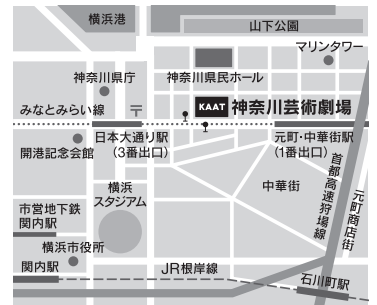 横浜港
山下公園
マリンタワー
神奈川県庁
神奈川県民ホール
みなとみらい線
〒
KAAT 神奈川芸術劇場
日本大通り駅
(3番出口)
元町・中華街駅
(1番出口)
開港記念会館
横浜
スタジアム
中華街
首都高速狩場線
元町商店街
市営地下鉄
関内駅
横浜市役所
関内駅
JR根岸線
石川町駅